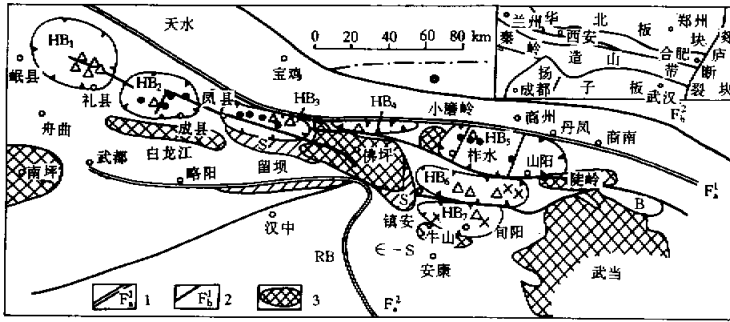 天水
0 20 40 60 80
km
兰州 华 北 板 郑州
秦 西安 块 郯
岭 造 山 合肥 庐
扬 带 断
成都 子 板 武汉 裂 块
HB₁
岷县
宝鸡
HB₂
礼县
凤县
HB₃
HB₄
小磨岭
商州
丹凤
商南
舟曲
成县
HB₅
柞水
山阳
白龙江
S
留坝
佛坪
武都
略阳
南坪
HB₆
陡岭
S
镇安
B
HB₇
旬阳
牛山
汉中
RB
∈-S
安康
武当
1
2
3